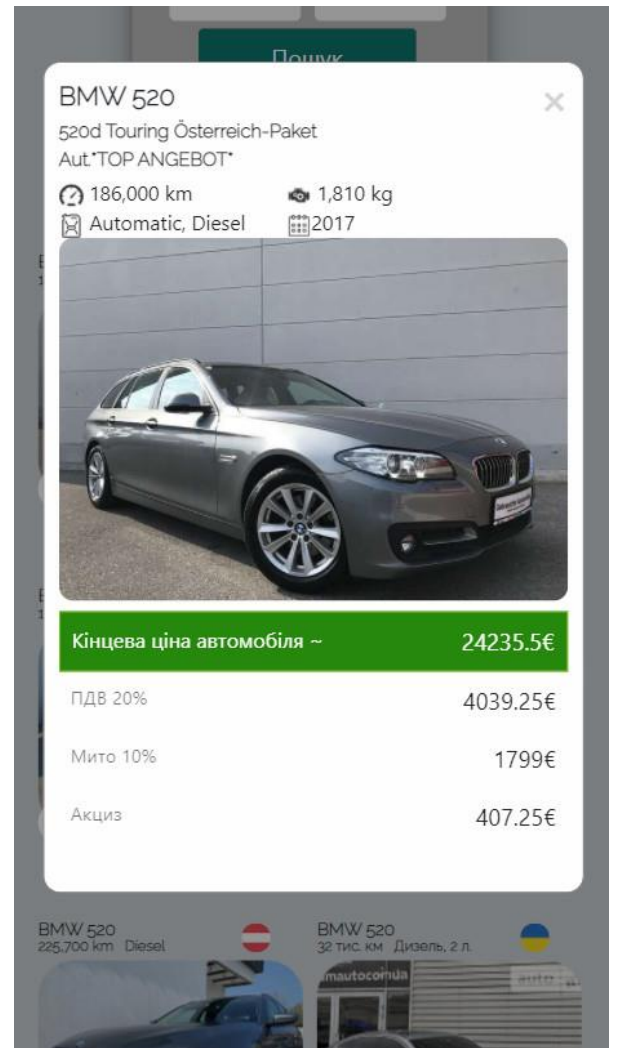 Пошук
BMW 520
520d Touring Österreich-Paket
Aut.*TOP ANGEBOT*
186,000 km
1,810 kg
Automatic, Diesel
2017
Кінцева ціна автомобіля ~ 24235.5€
ПДВ 20% 4039.25€
Мито 10% 1799€
Акциз 407.25€
BMW 520
225,700 km Diesel
BMW 520
32 тис. км Дизель, 2 л.